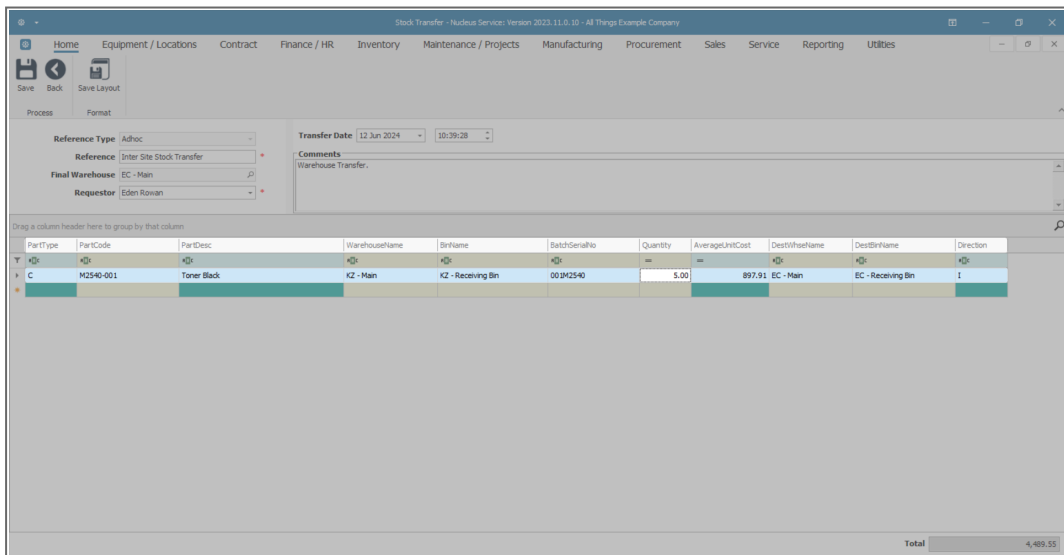 Stock Transfer - Nucleus Service: Version 2023.11.0.10 - All Things Example Company
Home Equipment / Locations Contract Finance / HR Inventory Maintenance / Projects Manufacturing Procurement Sales Service Reporting Utilities
Save Back Save Layout
Process Format
Reference Type Adhoc
Reference Inter Site Stock Transfer *
Final Warehouse EC - Main
Requestor Eden Rowan *
Transfer Date 12 Jun 2024 10:39:28
Comments
Warehouse Transfer.
Drag a column header here to group by that column
PartType PartCode PartDesc WarehouseName BinName BatchSerialNo Quantity AverageUnitCost DestWhseName DestBinName Direction
= =
C M2540-001 Toner Black KZ - Main KZ - Receiving Bin 001M2540 5.00 897.91 EC - Main EC - Receiving Bin I
Total 4,489.55